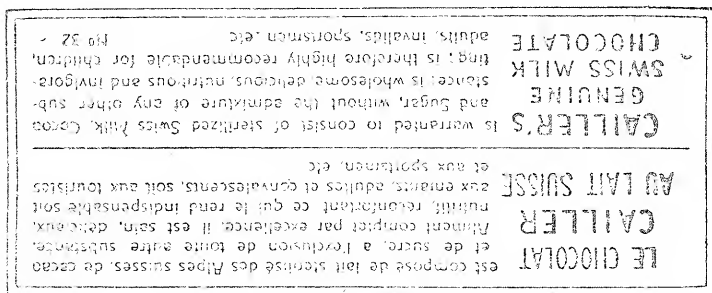 LE CHOCOLAT
CAILLER
AU LAIT SUISSE
est composé de lait stérilisé des Alpes suisses, de cacao
et de sucre, à l'exclusion de toute autre substance.
Aliment complet par excellence, il est sain, délicieux,
nutritif, réconfortant ce qui le rend indispensable soit
aux enfants, adultes et convalescents, soit aux touristes
et aux sportsmen, etc
CAILLER'S
GENUINE
SWISS MILK
CHOCOLATE
is warranted to consist of sterilized Swiss Milk, Cocoa
and Sugar, without the admixture of any other sub-
stance; is wholesome, delicious, nutritious and invigora-
ting; is therefore highly recommendable for children,
adults, invalids, sportsmen, etc.
Nº 32